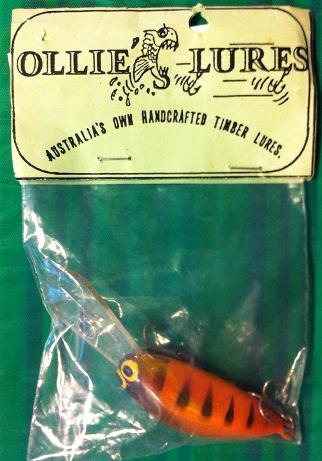 OLLIE'S LURES
AUSTRALIA'S OWN HANDCRAFTED TIMBER LURES.